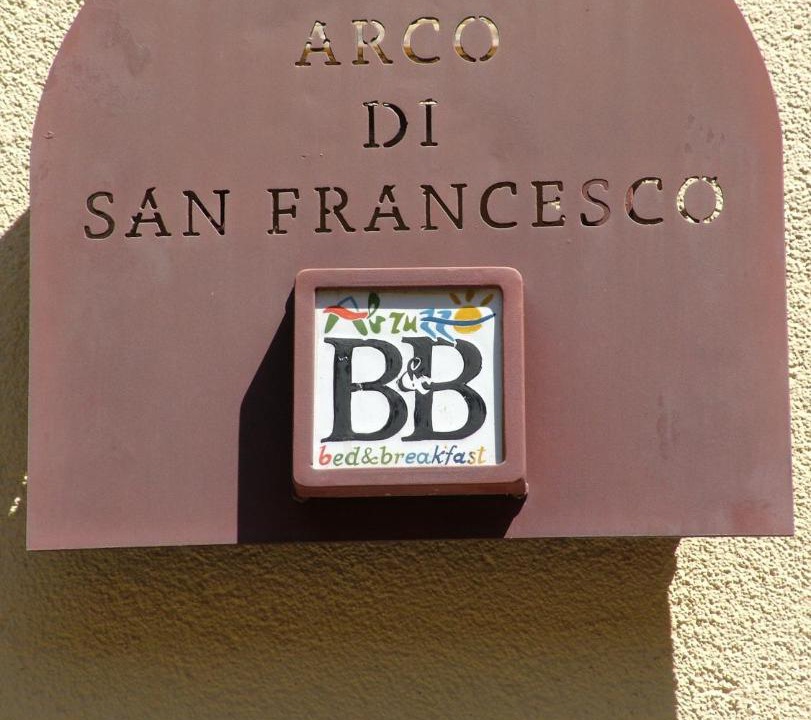 ARCO
DI
SAN FRANCESCO
Abruzzo
B&B
bed&breakfast